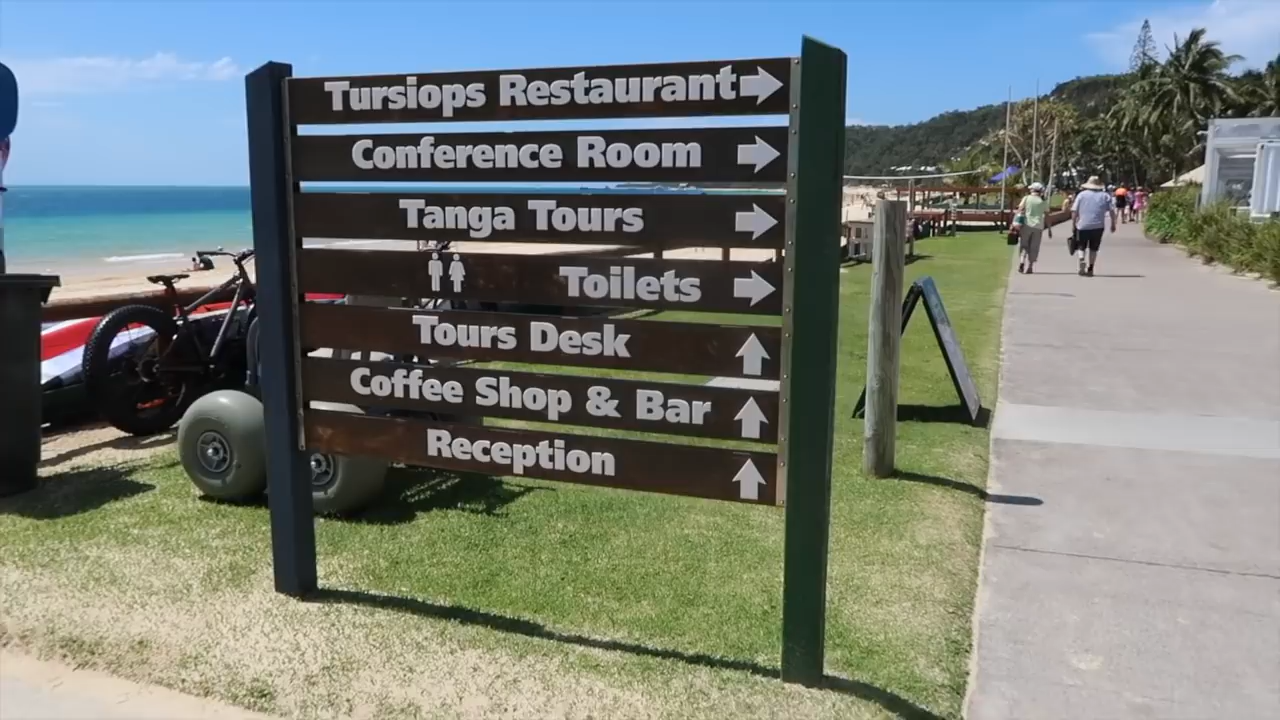 Tursiops Restaurant
Conference Room
Tanga Tours
Toilets
Tours Desk
Coffee Shop & Bar
Reception